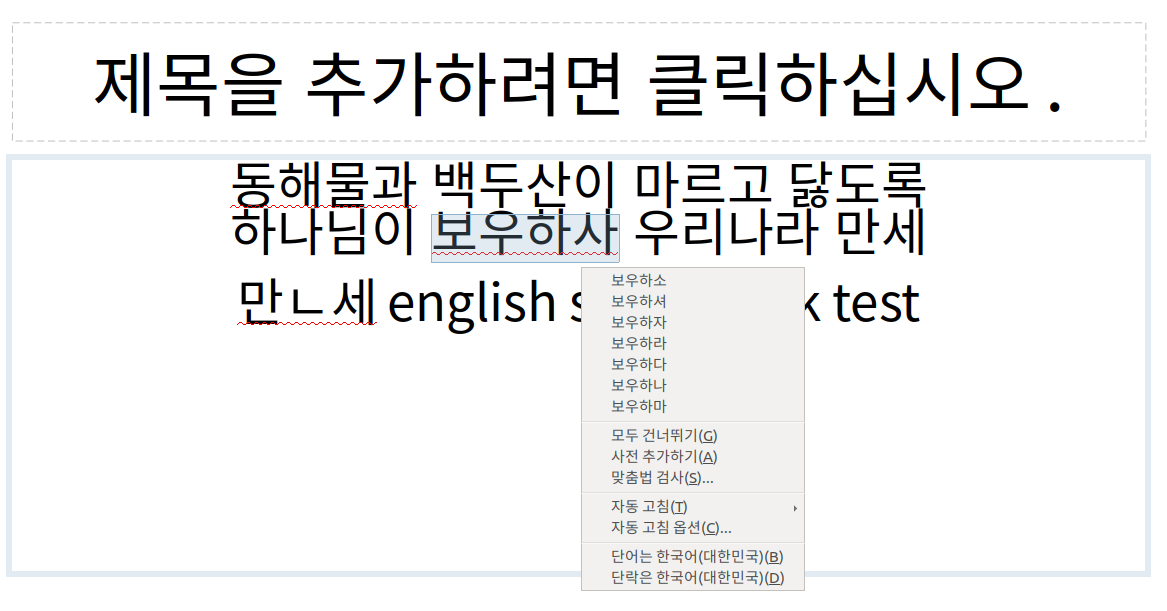 제목을 추가하려면 클릭하십시오 .
동해물과 백두산이 마르고 닳도록
하나님이 보우하사 우리나라 만세
만ㄴ세 english test
보우하소
보우하셔
보우하자
보우하라
보우하다
보우하나
보우하마
모두 건너뛰기(G)
사전 추가하기(A)
맞춤법 검사(S)...
자동 고침(T)
자동 고침 옵션(C)...
단어는 한국어(대한민국)(B)
단락은 한국어(대한민국)(D)